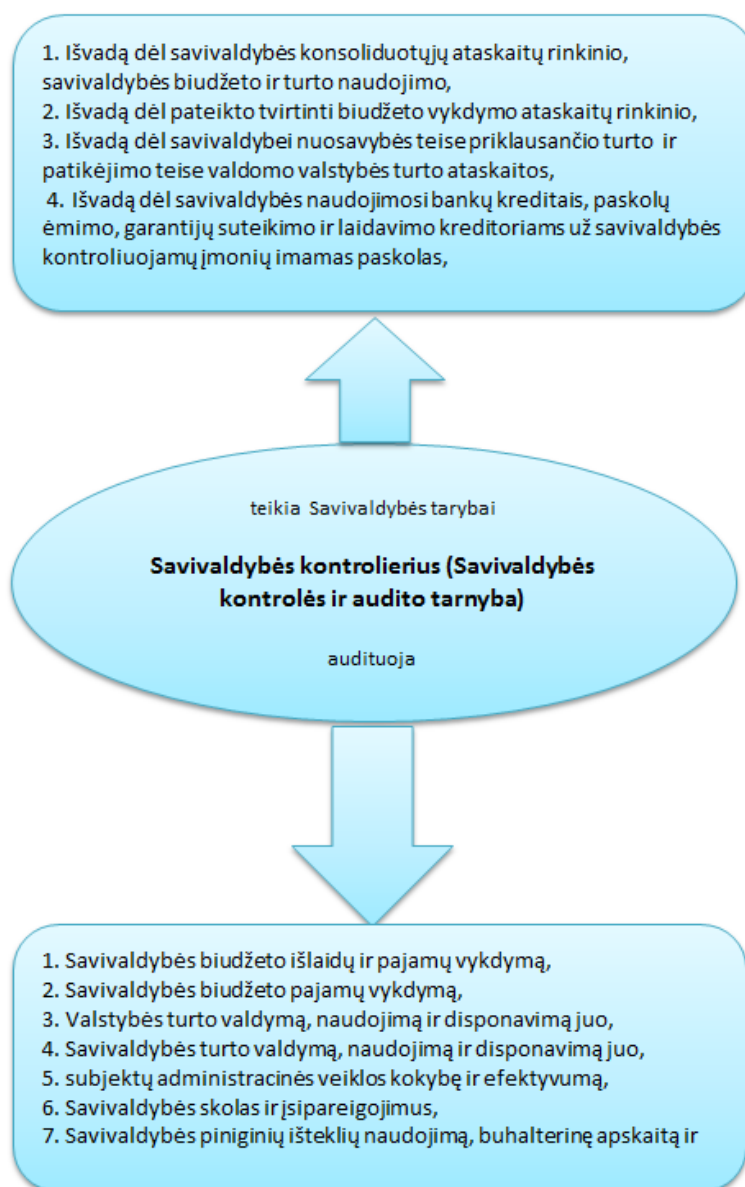 1. Išvadą dėl savivaldybės konsoliduotųjų ataskaitų rinkinio,
savivaldybės biudžeto ir turto naudojimo,
2. Išvadą dėl pateikto tvirtinti biudžeto vykdymo ataskaitų rinkinio,
3. Išvadą dėl savivaldybei nuosavybės teise priklausančio turto ir
patikėjimo teise valdomo valstybės turto ataskaitos,
4. Išvadą dėl savivaldybės naudojimosi bankų kreditais, paskolų
ėmimo, garantijų suteikimo ir laidavimo kreditoriams už savivaldybės
kontroliuojamų įmonių imamas paskolas,
teikia Savivaldybės tarybai
Savivaldybės kontrolierius (Savivaldybės
kontrolės ir audito tarnyba)
audituoja
1. Savivaldybės biudžeto išlaidų ir pajamų vykdymą,
2. Savivaldybės biudžeto pajamų vykdymą,
3. Valstybės turto valdymą, naudojimą ir disponavimą juo,
4. Savivaldybės turto valdymą, naudojimą ir disponavimą juo,
5. subjektų administracinės veiklos kokybę ir efektyvumą,
6. Savivaldybės skolas ir įsipareigojimus,
7. Savivaldybės piniginių išteklių naudojimą, buhalterinę apskaitą ir